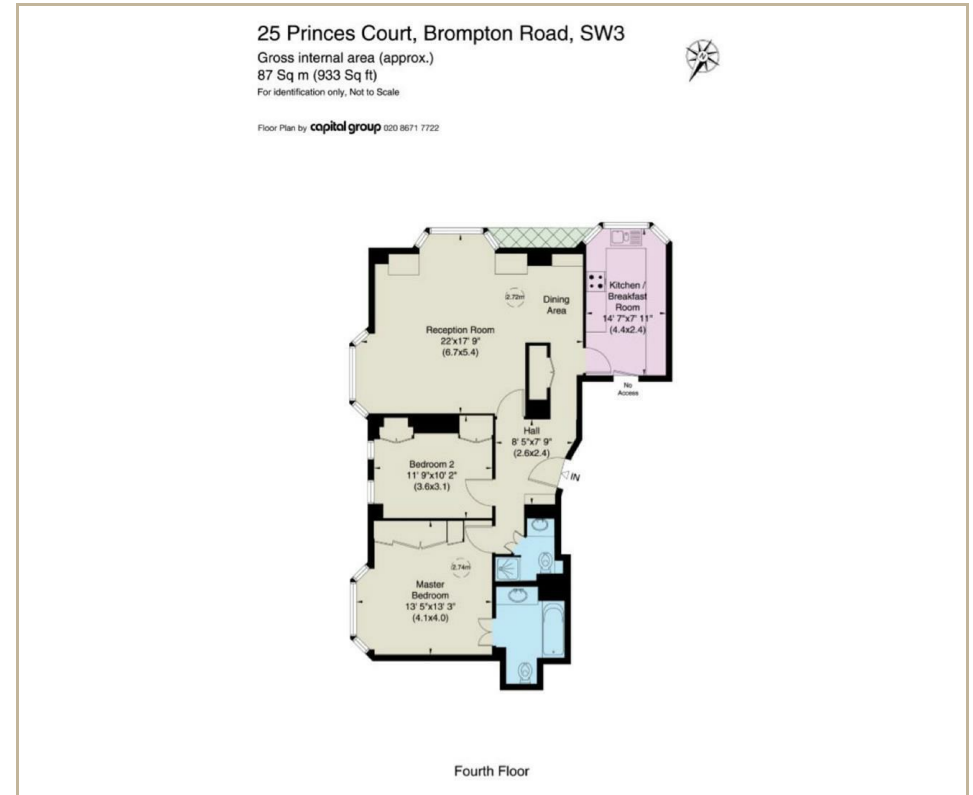 25 Princes Court, Brompton Road, SW3
Gross internal area (approx.)
87 Sq m (933 Sq ft)
For identification only, Not to Scale
Floor Plan by capital group 020 8671 7722
N
2.72m
Dining
Area
Kitchen /
Breakfast
Room
14' 7"x7' 11"
(4.4x2.4)
Reception Room
22'x17' 9"
(6.7x5.4)
No
Access
Hall
8' 5"x7' 9"
(2.6x2.4)
IN
Bedroom 2
11' 9"x10' 2"
(3.6x3.1)
2.74m
Master
Bedroom
13' 5"x13' 3"
(4.1x4.0)
Fourth Floor